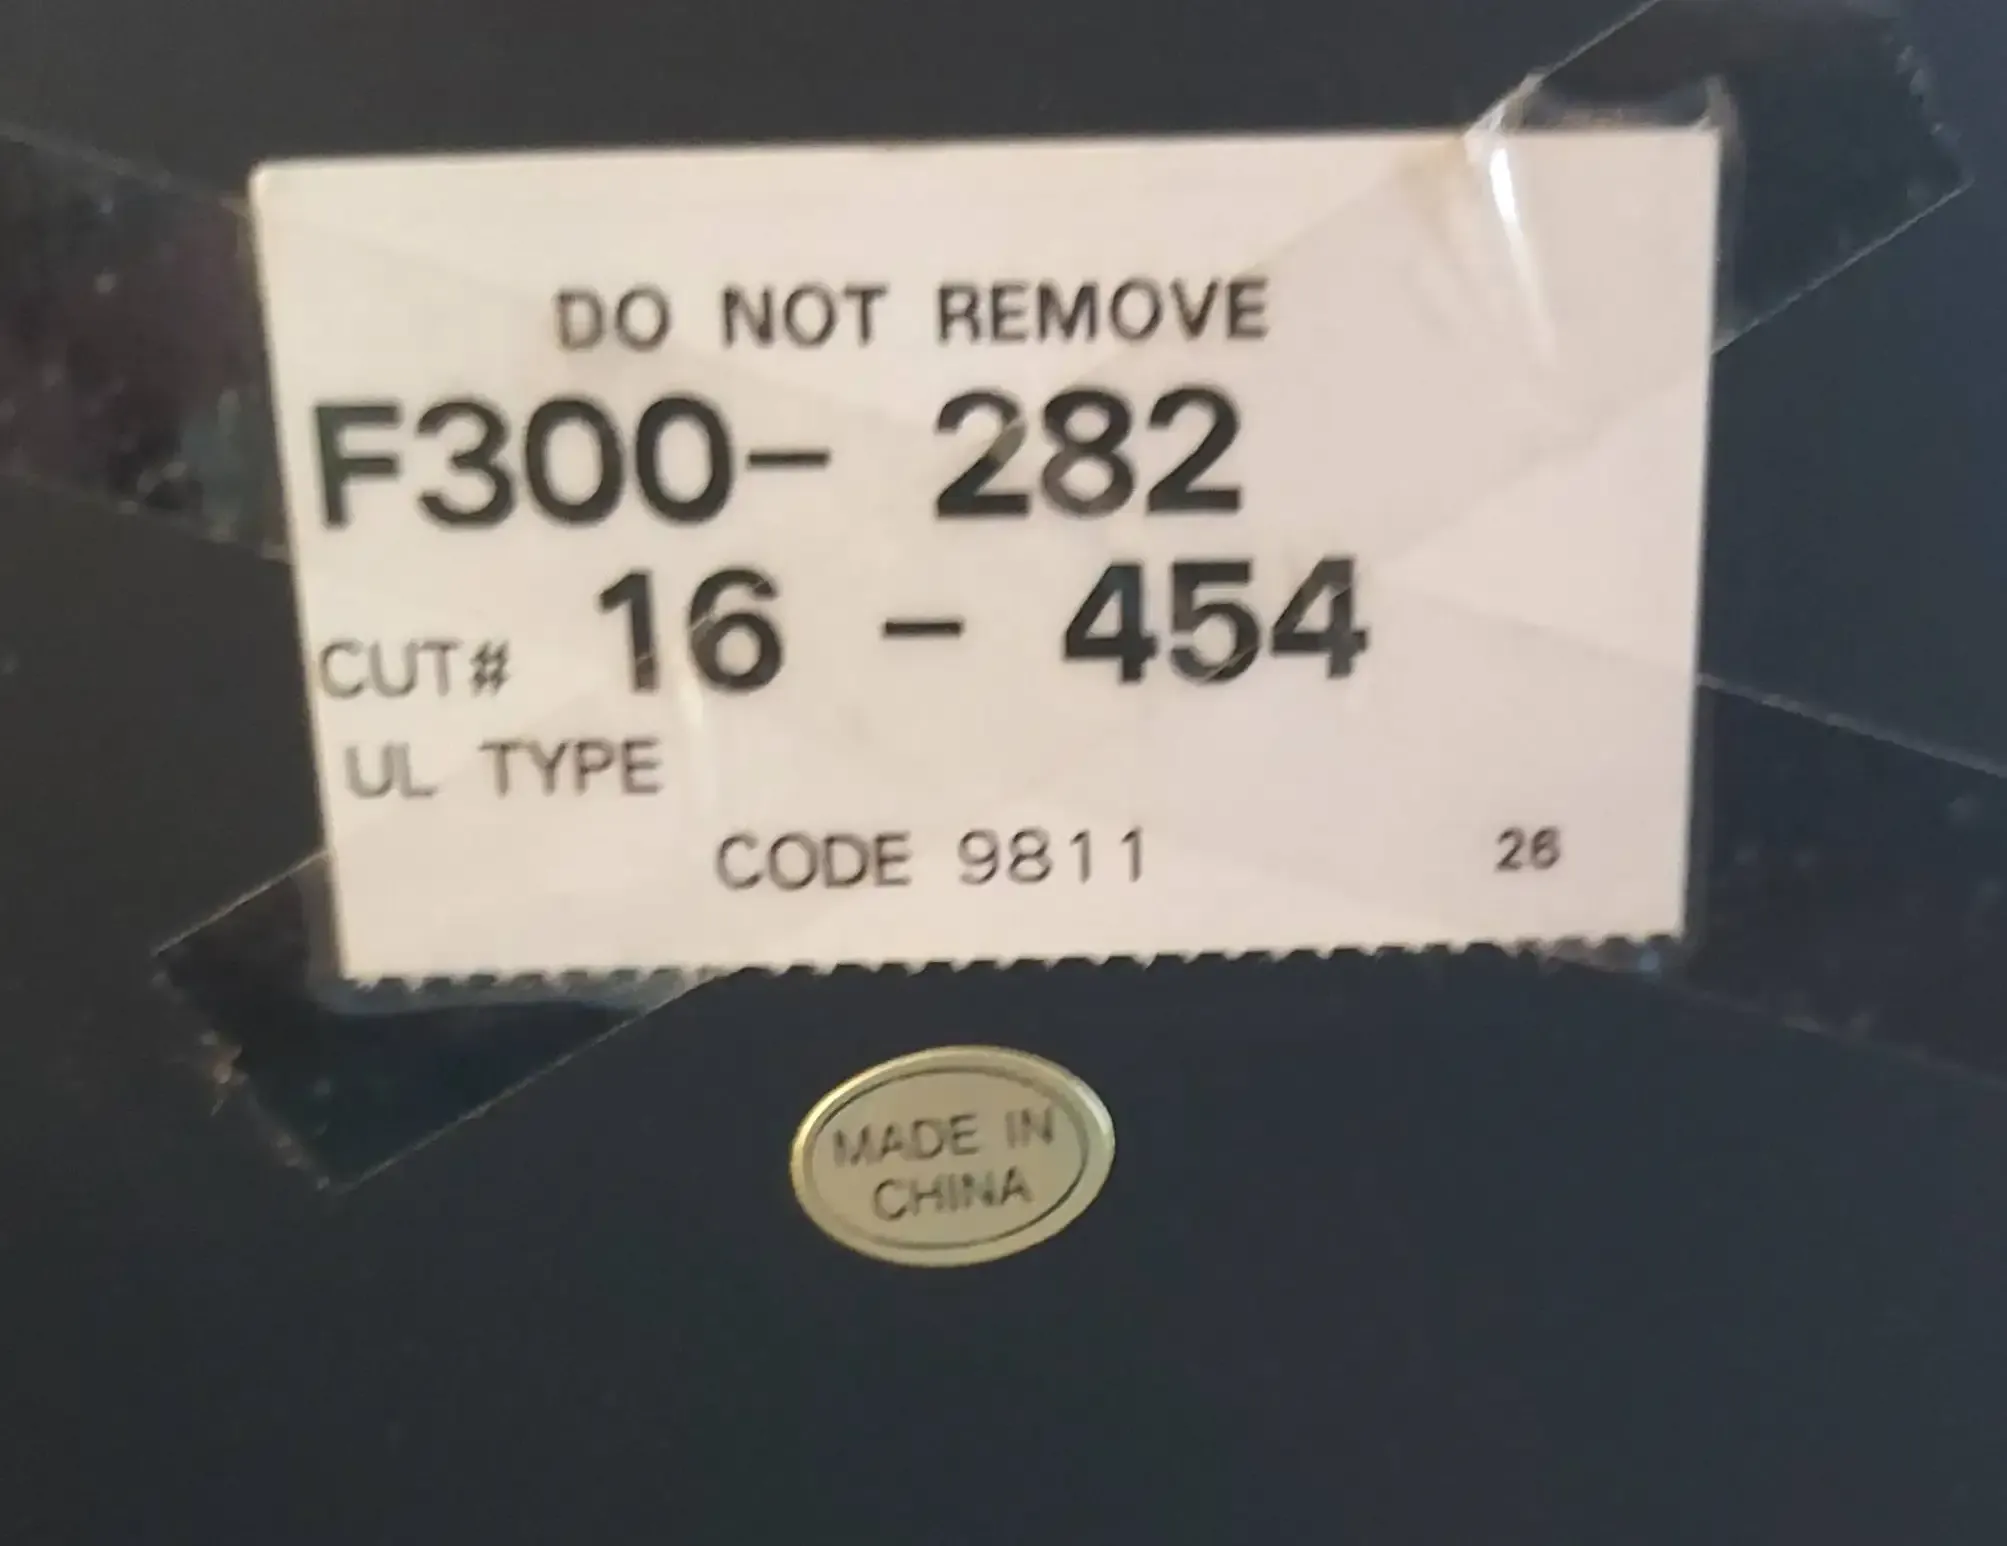 DO NOT REMOVE
F300- 282
CUT# 16 - 454
UL TYPE
CODE 9811 26
MADE IN
CHINA